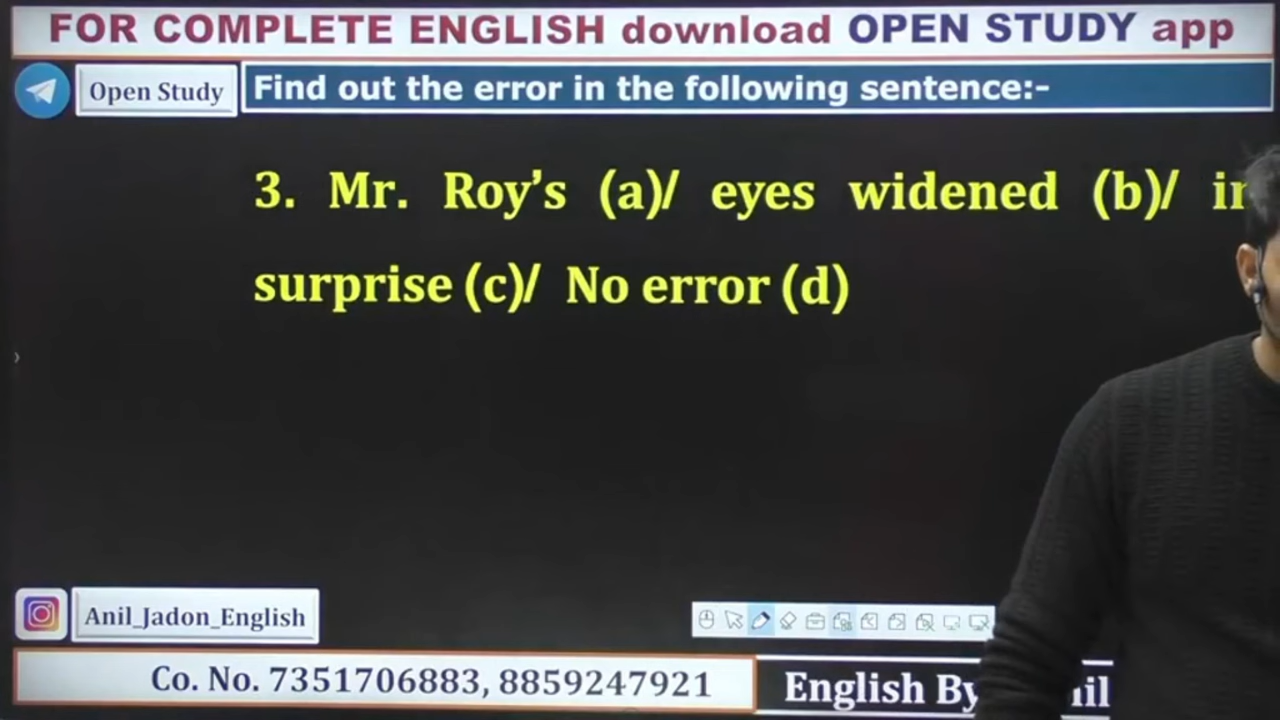 FOR COMPLETE ENGLISH download OPEN STUDY app
Open Study
Find out the error in the following sentence:-
3. Mr. Roy's (a)/ eyes widened (b)/ in
surprise (c)/ No error (d)
Anil_Jadon_English
Co. No. 7351706883, 8859247921
English By